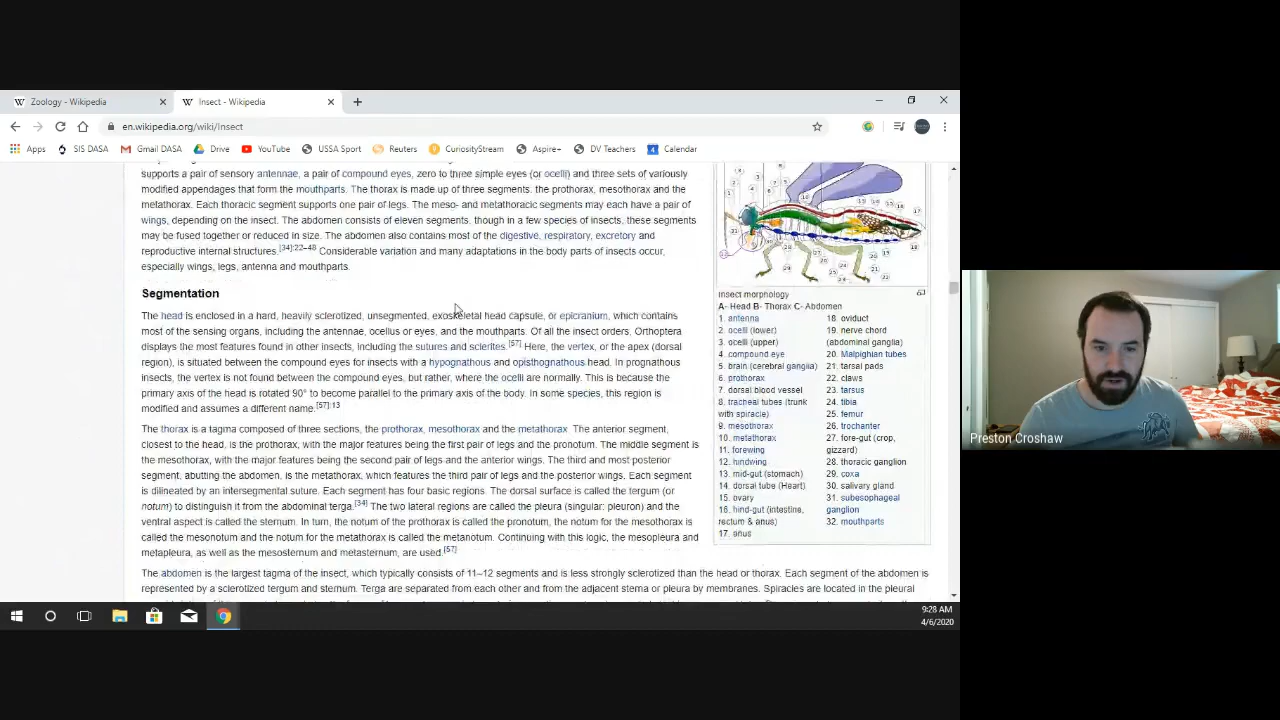 Zoology - Wikipedia
Insect - Wikipedia
en.wikipedia.org/wiki/Insect
Apps SIS DASA Gmail DASA Drive YouTube USSA Sport Reuters CuriosityStream Aspire+ DV Teachers Calendar
supports a pair of sensory antennae, a pair of compound eyes, zero to three simple eyes (or ocelli) and three sets of variously
modified appendages that form the mouthparts. The thorax is made up of three segments: the prothorax, mesothorax and the
metathorax. Each thoracic segment supports one pair of legs. The meso- and metathoracic segments may each have a pair of
wings, depending on the insect. The abdomen consists of eleven segments, though in a few species of insects, these segments
may be fused together or reduced in size. The abdomen also contains most of the digestive, respiratory, excretory and
reproductive internal structures.[34]:22–48 Considerable variation and many adaptations in the body parts of insects occur,
especially wings, legs, antenna and mouthparts.
Segmentation
The head is enclosed in a hard, heavily sclerotized, unsegmented, exoskeletal head capsule, or epicranium, which contains
most of the sensing organs, including the antennae, ocellus or eyes, and the mouthparts. Of all the insect orders, Orthoptera
displays the most features found in other insects, including the sutures and sclerites.[57] Here, the vertex, or the apex (dorsal
region), is situated between the compound eyes for insects with a hypognathous and opisthognathous head. In prognathous
insects, the vertex is not found between the compound eyes, but rather, where the ocelli are normally. This is because the
primary axis of the head is rotated 90° to become parallel to the primary axis of the body. In some species, this region is
modified and assumes a different name.[57]:13
The thorax is a tagma composed of three sections, the prothorax, mesothorax and the metathorax. The anterior segment,
closest to the head, is the prothorax, with the major features being the first pair of legs and the pronotum. The middle segment is
the mesothorax, with the major features being the second pair of legs and the anterior wings. The third and most posterior
segment, abutting the abdomen, is the metathorax, which features the third pair of legs and the posterior wings. Each segment
is dilineated by an intersegmental suture. Each segment has four basic regions. The dorsal surface is called the tergum (or
notum) to distinguish it from the abdominal terga.[34] The two lateral regions are called the pleura (singular: pleuron) and the
ventral aspect is called the sternum. In turn, the notum of the prothorax is called the pronotum, the notum for the mesothorax is
called the mesonotum and the notum for the metathorax is called the metanotum. Continuing with this logic, the mesopleura and
metapleura, as well as the mesosternum and metasternum, are used.[57]
The abdomen is the largest tagma of the insect, which typically consists of 11–12 segments and is less strongly sclerotized than the head or thorax. Each segment of the abdomen is
represented by a sclerotized tergum and sternum. Terga are separated from each other and from the adjacent sterna or pleura by membranes. Spiracles are located in the pleural
Insect morphology
A- Head B- Thorax C- Abdomen
1. antenna
2. ocelli (lower)
3. ocelli (upper)
4. compound eye
5. brain (cerebral ganglia)
6. prothorax
7. dorsal blood vessel
8. tracheal tubes (trunk
with spiracle)
9. mesothorax
10. metathorax
11. forewing
12. hindwing
13. mid-gut (stomach)
14. dorsal tube (Heart)
15. ovary
16. hind-gut (intestine,
rectum & anus)
17. anus
18. oviduct
19. nerve chord
(abdominal ganglia)
20. Malpighian tubes
21. tarsal pads
22. claws
23. tarsus
24. tibia
25. femur
26. trochanter
27. fore-gut (crop,
gizzard)
28. thoracic ganglion
29. coxa
30. salivary gland
31. subesophageal
ganglion
32. mouthparts
Preston Croshaw
9:28 AM
4/6/2020